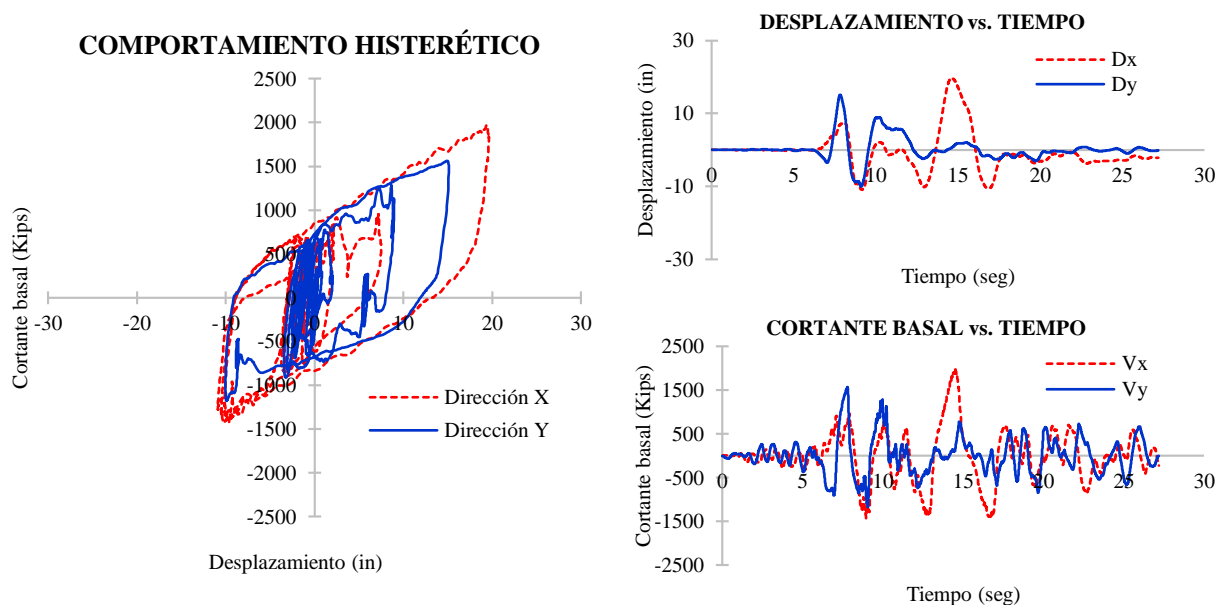 COMPORTAMIENTO HISTERÉTICO
2500
2000
1500
1000
500
0
-500
-1000
-1500
-2000
-2500
-30 -20 -10 0 10 20 30
Cortante basal (Kips)
Desplazamiento (in)
Dirección X
Dirección Y
DESPLAZAMIENTO vs. TIEMPO
30
10
-10
-30
0 5 10 15 20 25 30
Desplazamiento (in)
Tiempo (seg)
Dx
Dy
CORTANTE BASAL vs. TIEMPO
2500
1500
500
-500
-1500
-2500
0 5 10 15 20 25 30
Cortante basal (Kips)
Tiempo (seg)
Vx
Vy